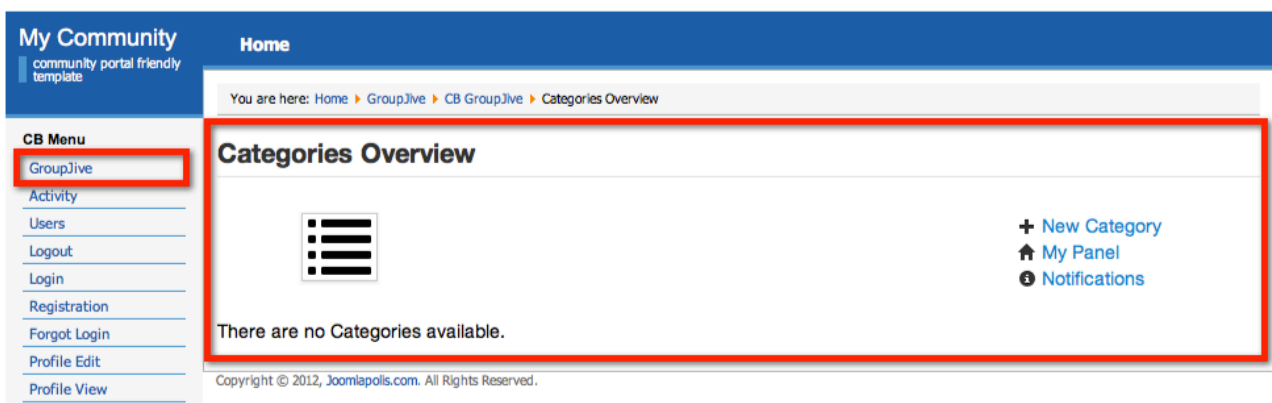 My Community
community portal friendly
template
Home
You are here: Home GroupJive CB GroupJive Categories Overview
CB Menu
GroupJive
Activity
Users
Logout
Login
Registration
Forgot Login
Profile Edit
Profile View
Categories Overview
New Category
My Panel
Notifications
There are no Categories available.
Copyright © 2012, Joomlapolis.com. All Rights Reserved.